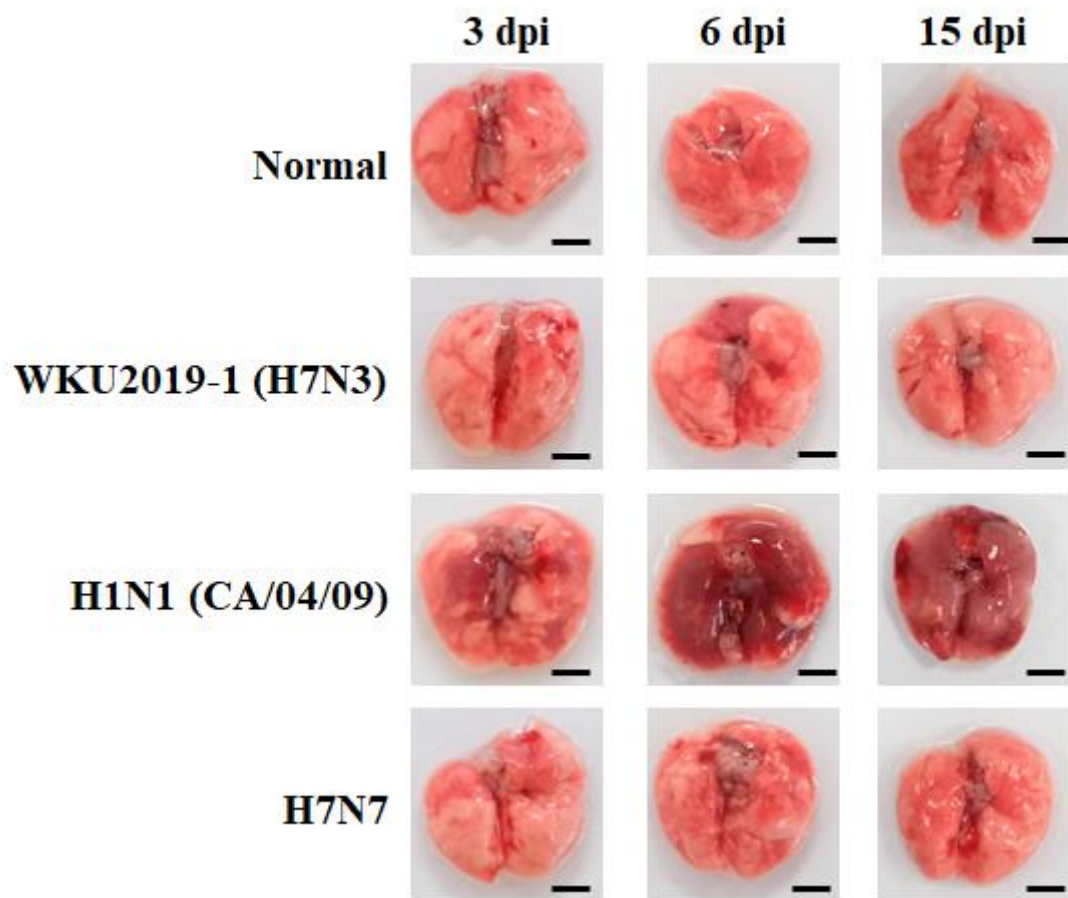 3 dpi 6 dpi 15 dpi
Normal
WKU2019-1 (H7N3)
H1N1 (CA/04/09)
H7N7